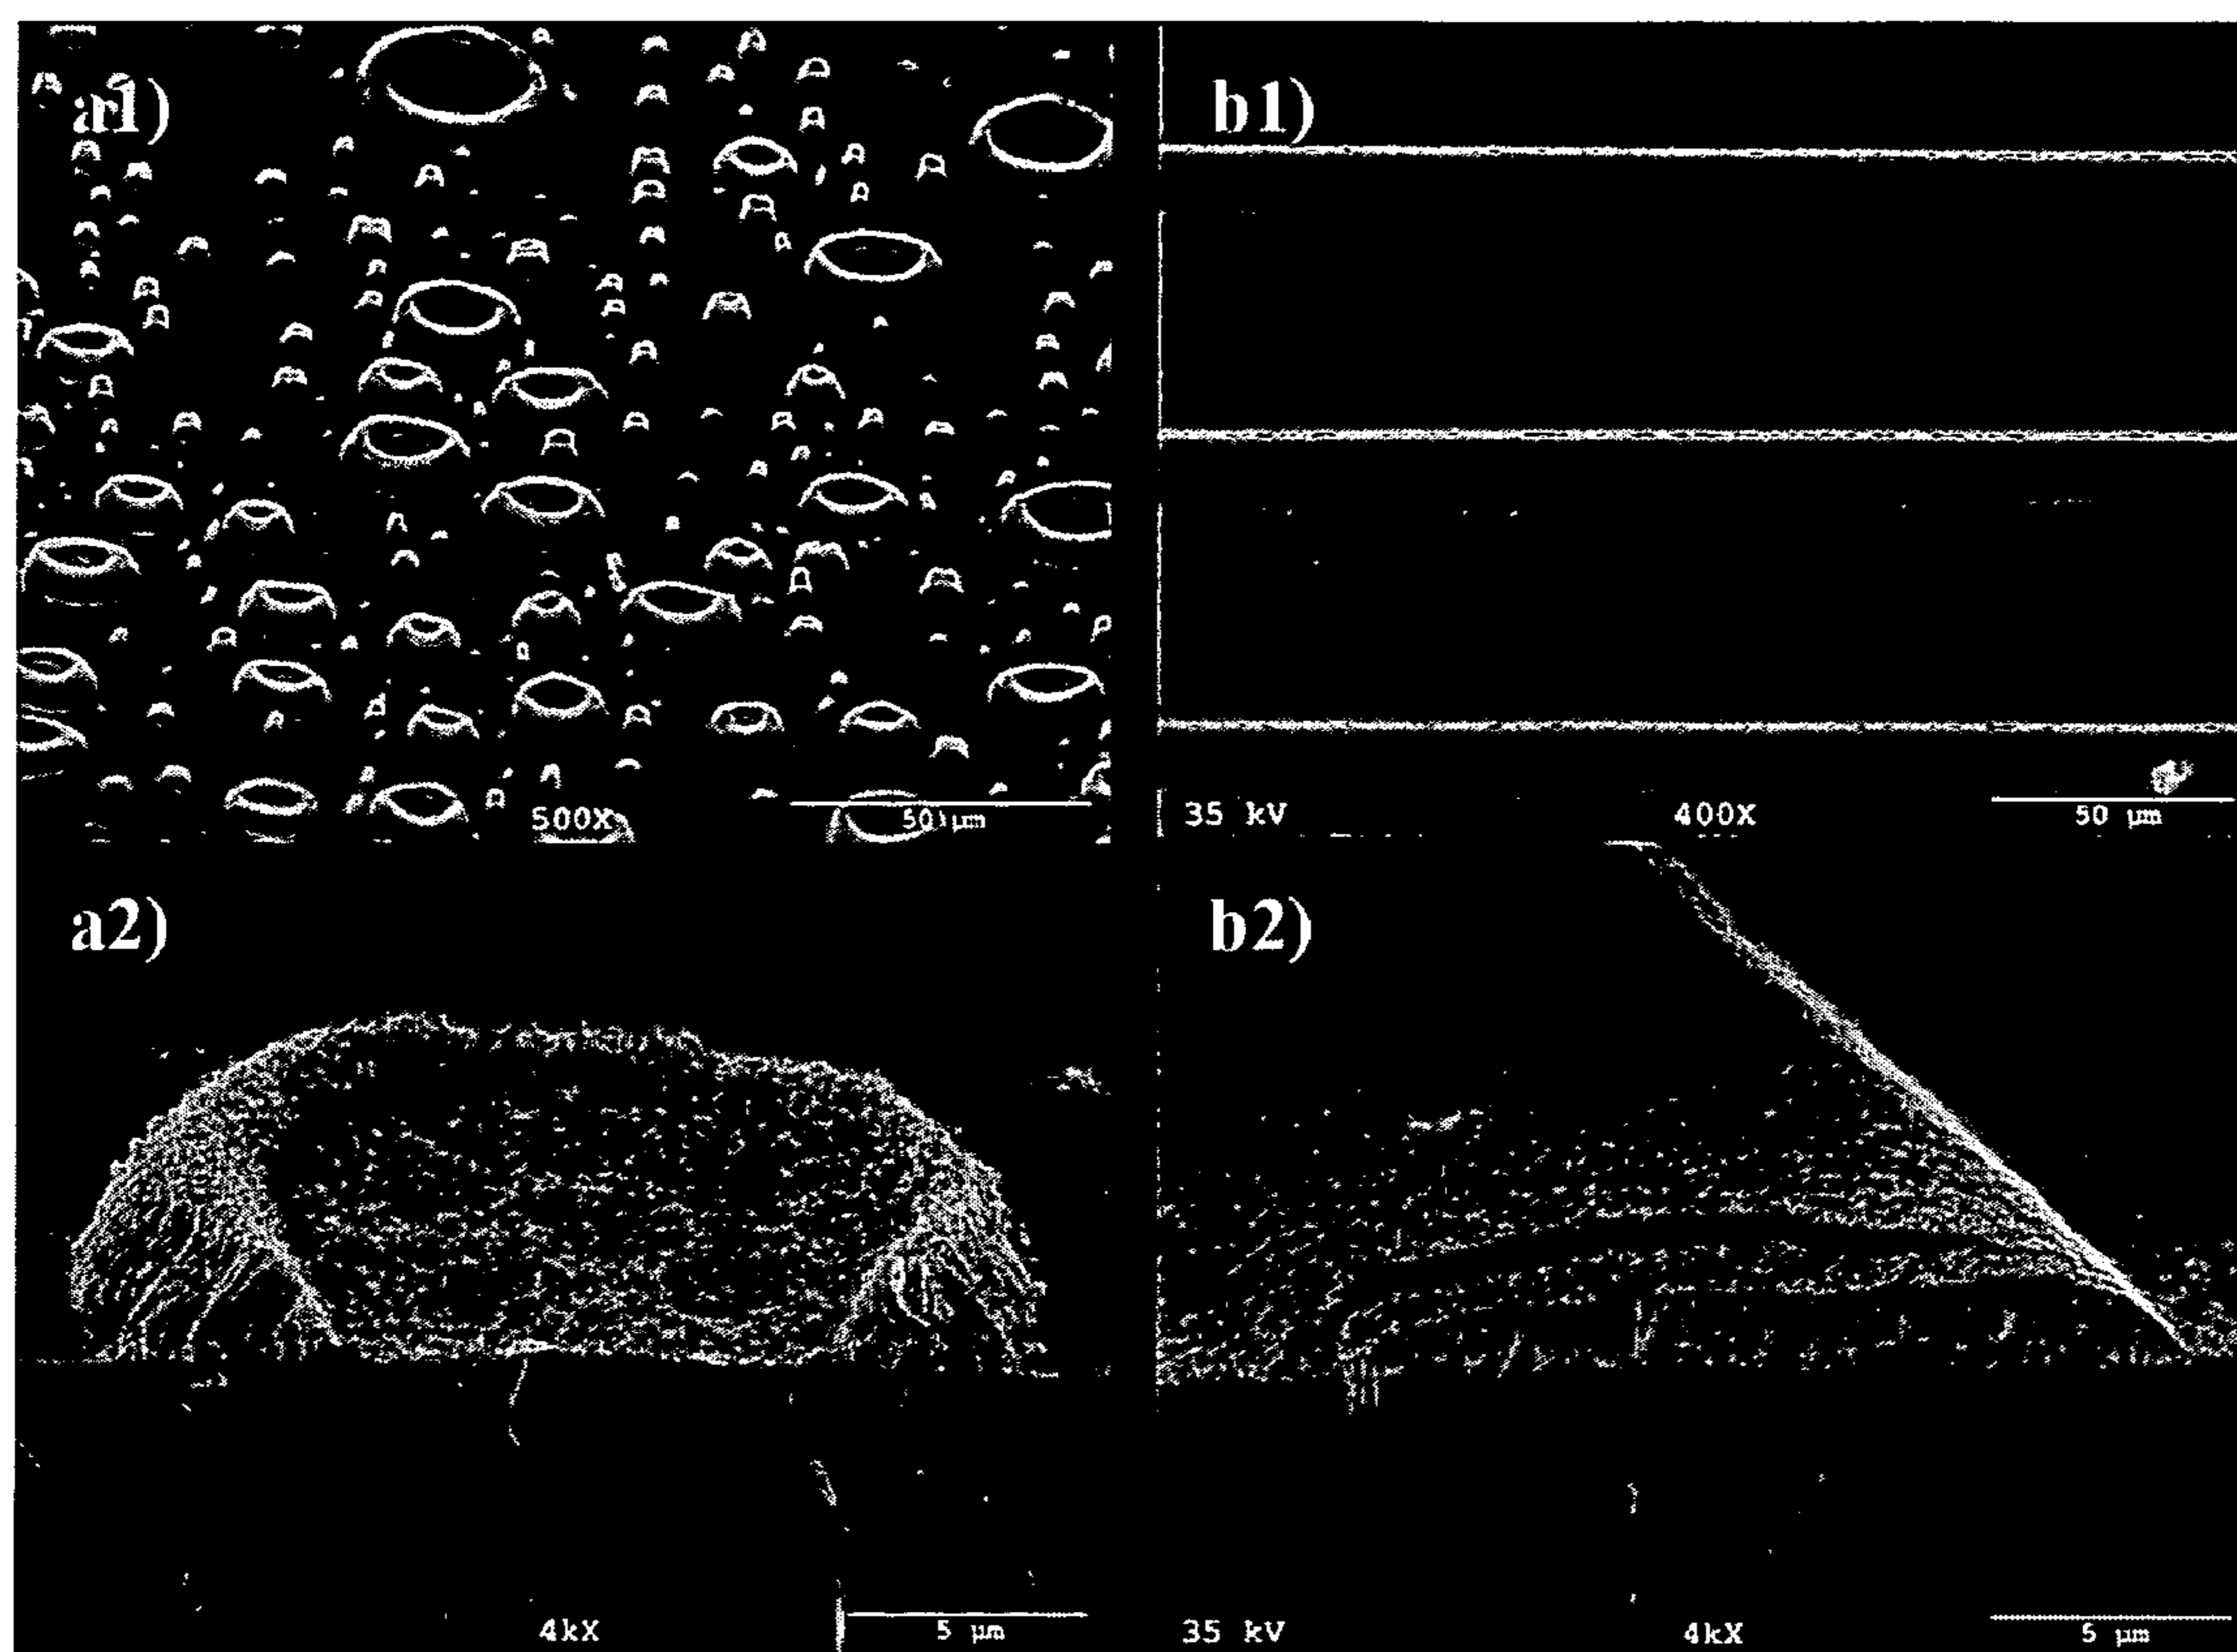 a1)
b1)
500X 50 µm
35 kV 400X 50 µm
a2)
b2)
4kX 5 µm
35 kV 4kX 5 µm